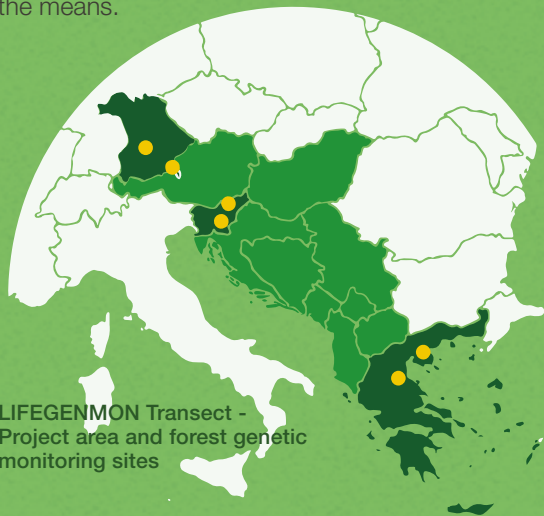 the means.
LIFEGENMON Transect -
Project area and forest genetic
monitoring sites